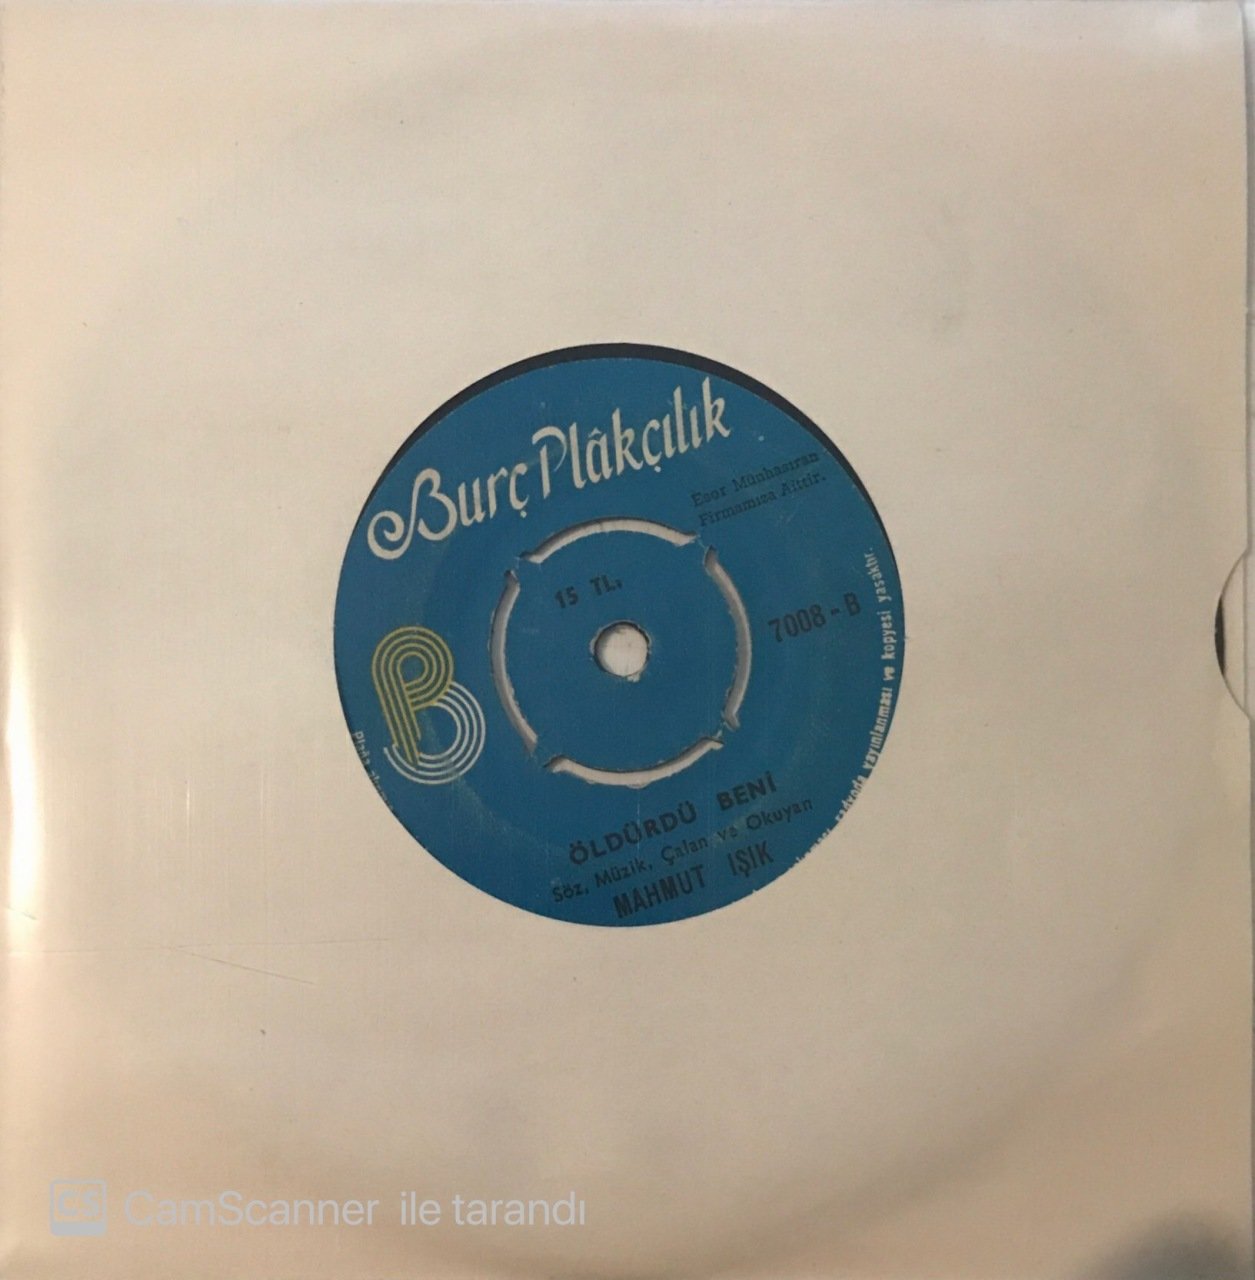 Burç Plâkçılık
Eser Münhasıran
Firmamıza Aittir.
15 TL.
7008 - B
ÖLDÜRDÜ BENİ
Söz, Müzik, Çalan ve Okuyan
MAHMUT IŞIK
yayınlanması ve kopyesi yasaktır.
CS CamScanner ile tarandı